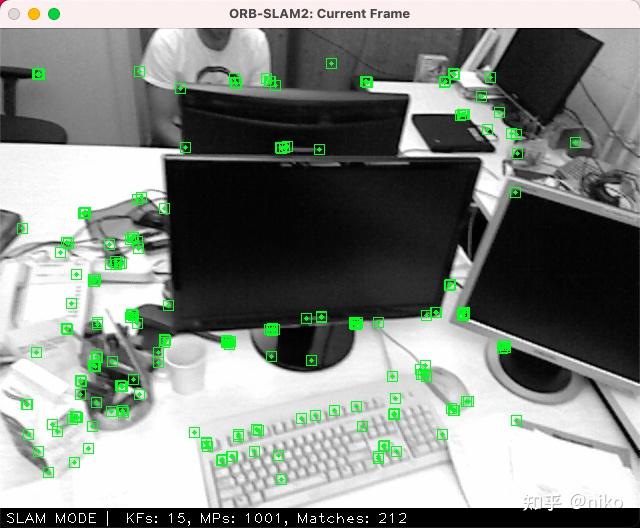 ORB-SLAM2: Current Frame
知乎 @niko
SLAM MODE | KFs: 15, MPs: 1001, Matches: 212